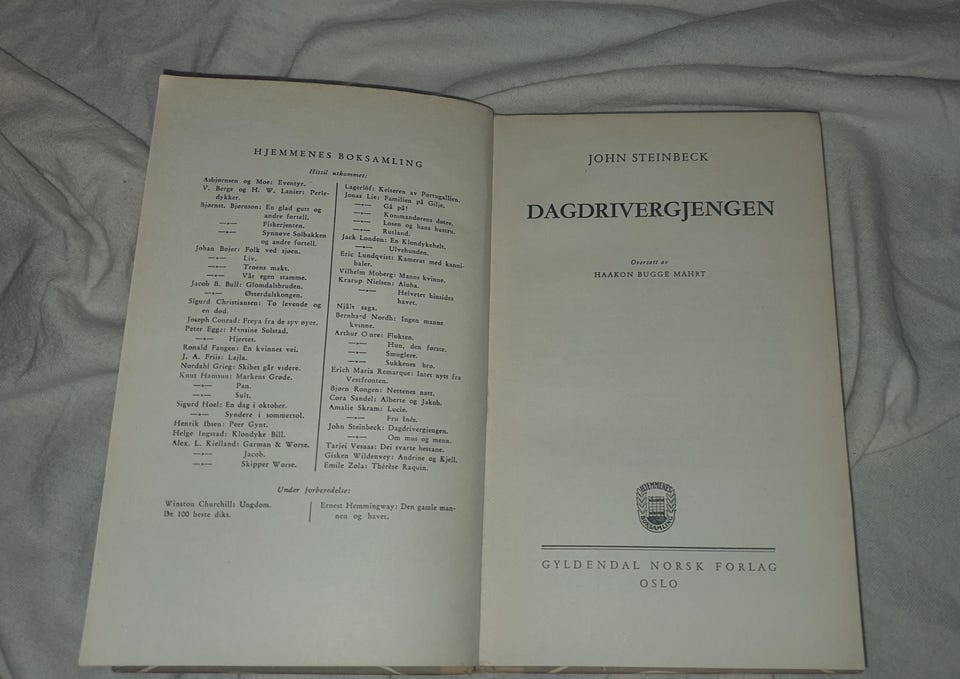 HJEMMENES BOKSAMLING
Hittil utkommet:
Asbjørnsen og Moe: Eventyr.
V. Berge og H. W. Lanier: Perle-
dykker.
Bjørnst. Bjørnson: En glad gutt og
andre fortell.
—»— Fiskerjenten.
—»— Synnøve Solbakken
og andre fortell.
Johan Bojer: Folk ved sjøen.
—»— Liv.
—»— Troens makt.
—»— Vår egen stamme.
Jacob B. Bull: Glomdalsbruden.
—»— Østerdalskongen.
Sigurd Christiansen: To levende og
en død.
Joseph Conrad: Freya fra de syv øyer.
Peter Egge: Hansine Solstad.
—»— Hjertet.
Ronald Fangen: En kvinnes vei.
J. A. Friis: Lajla.
Nordahl Grieg: Skibet går videre.
Knut Hamsun: Markens Grøde.
—»— Pan.
—»— Sult.
Sigurd Hoel: En dag i oktober.
—»— Syndere i sommersol.
Henrik Ibsen: Peer Gynt.
Helge Ingstad: Klondyke Bill.
Alex. L. Kielland: Garman & Worse.
—»— Jacob.
—»— Skipper Worse.
Lagerlöf: Keiseren av Portugallien.
Jonas Lie: Familien på Gilje.
—»— Gå på!
—»— Kommandørens døtre.
—»— Losen og hans hustru.
—»— Rutland.
Jack London: En Klondykehelt.
—»— Ulvehunden.
Eric Lundqvist: Kamerat med kanni-
baler.
Vilhelm Moberg: Manns kvinne.
Krarup Nielsen: Aloha.
—»— Helvetet hinsides
havet.
Njåls saga.
Bernhard Nordh: Ingen manns
kvinne.
Arthur Omre: Flukten.
—»— Hun, den første.
—»— Smuglere.
—»— Sukkenes bro.
Erich Maria Remarque: Intet nytt fra
Vestfronten.
Bjørn Rongen: Nettenes natt.
Cora Sandel: Alberte og Jakob.
Amalie Skram: Lucie.
—»— Fru Inés.
John Steinbeck: Dagdrivergjengen.
—»— Om mus og menn.
Tarjei Vesaas: Dei svarte hestane.
Gisken Wildenvey: Andrine og Kjell.
Emile Zola: Thérèse Raquin.
Under forberedelse:
Winston Churchill: Ungdom.
De 100 beste dikt.
Ernest Hemmingway: Den gamle man-
nen og havet.
JOHN STEINBECK
DAGDRIVERGJENGEN
Oversatt av
HAAKON BUGGE MAHRT
HJEMMENES
BOKSAMLING
GYLDENDAL NORSK FORLAG
OSLO